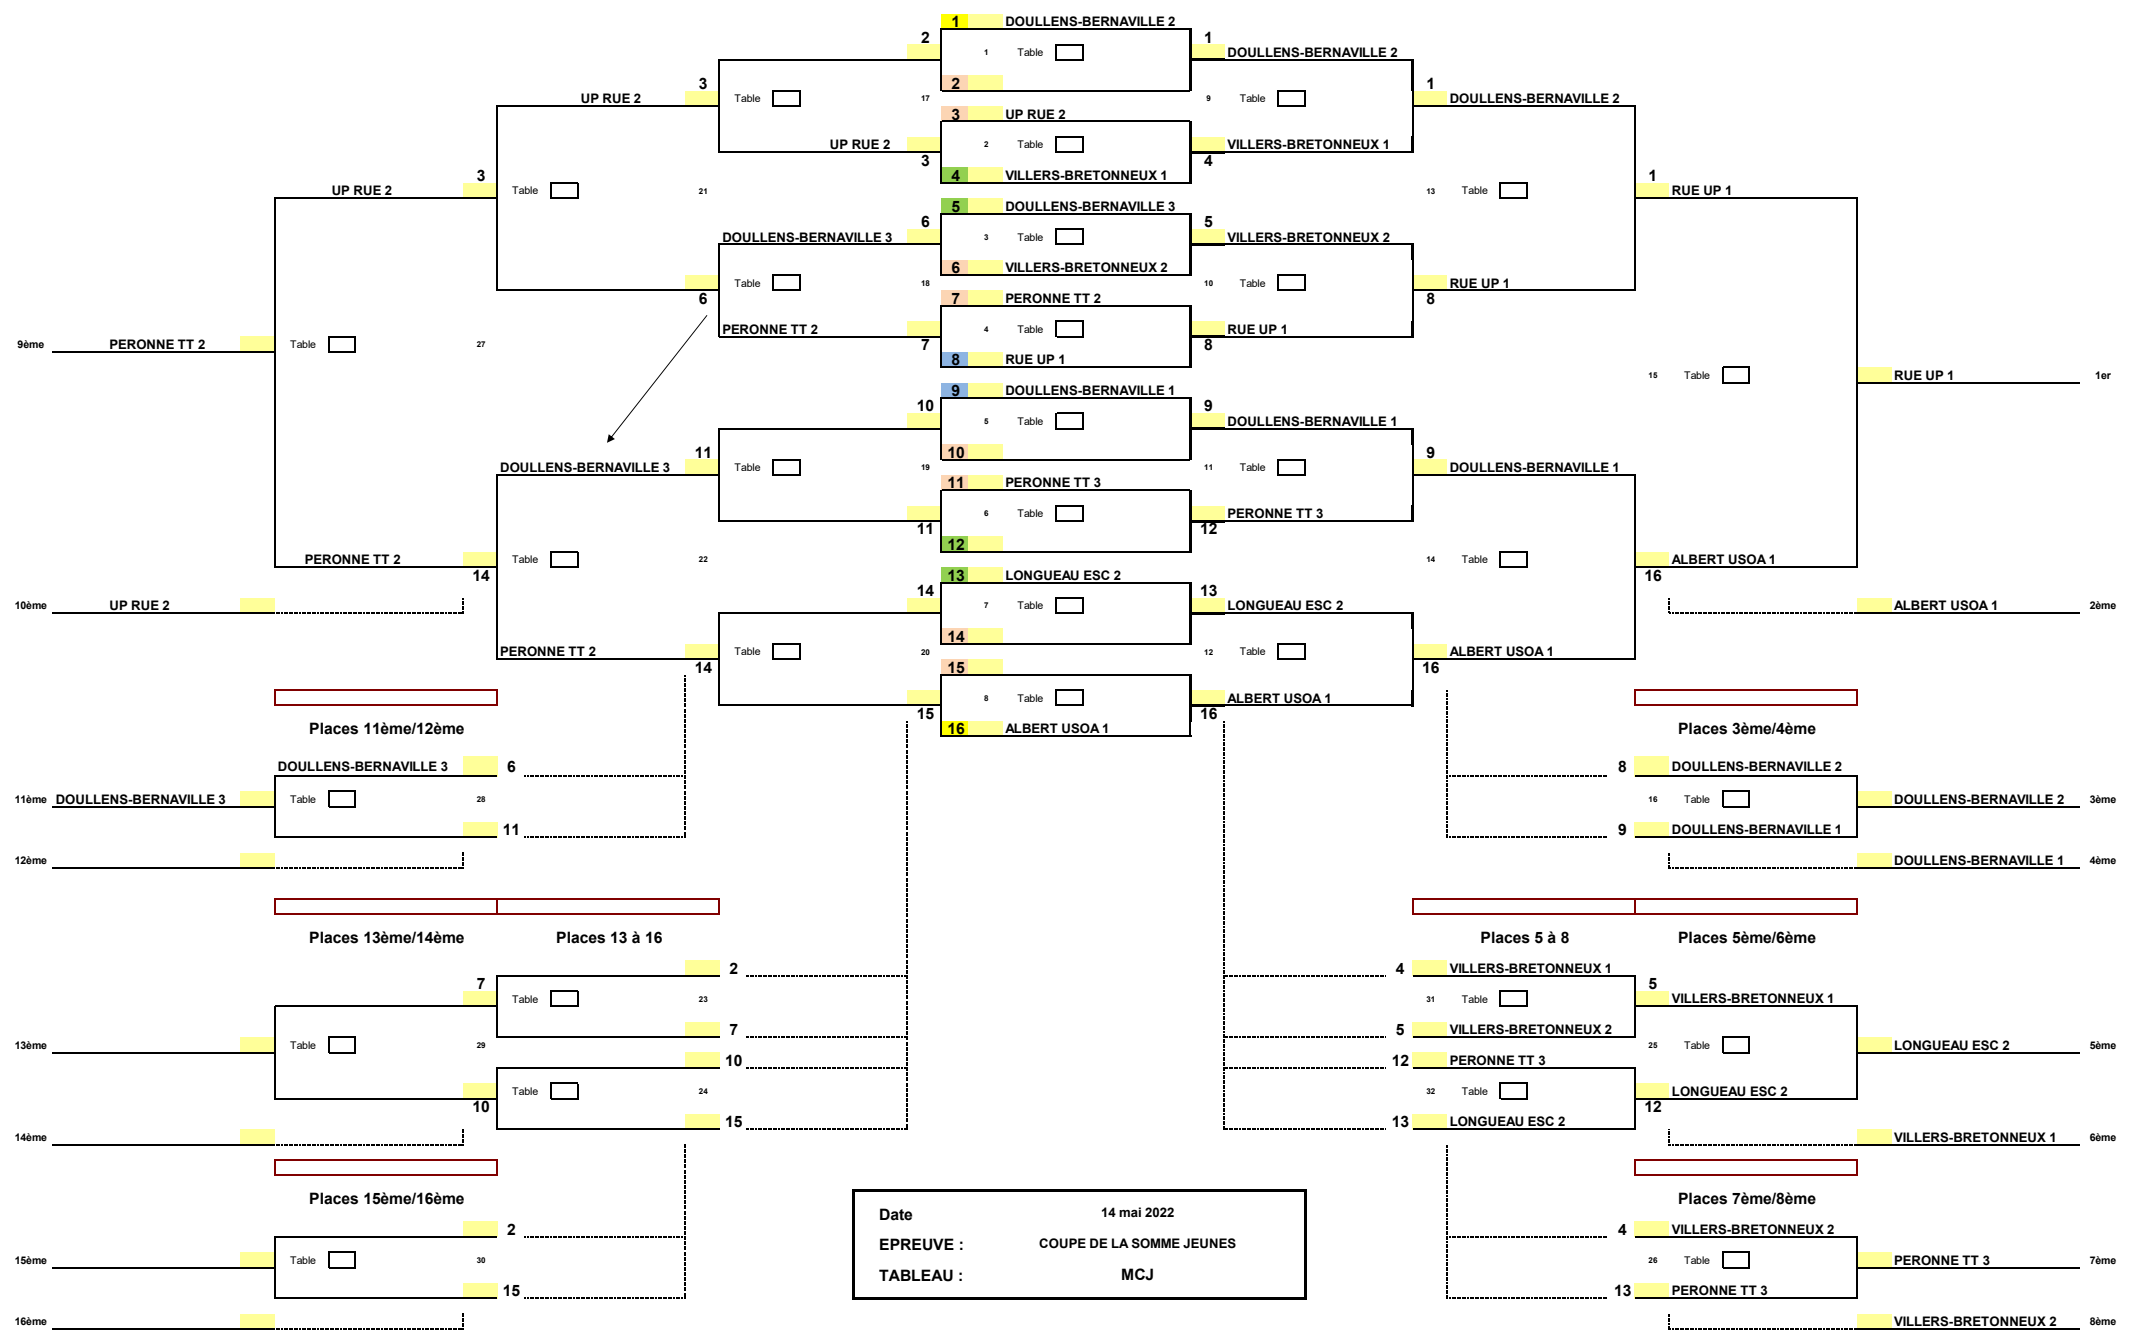 1 DOULLENS-BERNAVILLE 2
2 1 Table 1
DOULLENS-BERNAVILLE 2
3 2 1
UP RUE 2 Table 17 9 Table DOULLENS-BERNAVILLE 2
3 UP RUE 2
UP RUE 2 2 Table VILLERS-BRETONNEUX 1
3 4
3 4 VILLERS-BRETONNEUX 1 1
UP RUE 2 Table 21 13 Table RUE UP 1
5 DOULLENS-BERNAVILLE 3
6 5
DOULLENS-BERNAVILLE 3 3 Table VILLERS-BRETONNEUX 2
6 VILLERS-BRETONNEUX 2
Table 18 10 Table RUE UP 1
6 7 PERONNE TT 2 8
PERONNE TT 2 4 Table RUE UP 1
9ème PERONNE TT 2 Table 27 7 8
8 RUE UP 1
15 Table RUE UP 1 1er
9 DOULLENS-BERNAVILLE 1
10 9
5 Table DOULLENS-BERNAVILLE 1
11 10 9
DOULLENS-BERNAVILLE 3 Table 19 11 Table DOULLENS-BERNAVILLE 1
11 PERONNE TT 3
6 Table PERONNE TT 3
11 12
12
PERONNE TT 2 Table 22 14 Table ALBERT USOA 1
14 13 LONGUEAU ESC 2 16
14 13
10ème UP RUE 2 7 Table LONGUEAU ESC 2 ALBERT USOA 1 2ème
14
PERONNE TT 2 Table 20 12 Table ALBERT USOA 1
14 15 16
8 Table ALBERT USOA 1
15 16
Places 11ème/12ème 16 ALBERT USOA 1 Places 3ème/4ème
DOULLENS-BERNAVILLE 3 6 8 DOULLENS-BERNAVILLE 2
11ème DOULLENS-BERNAVILLE 3 Table 28 16 Table DOULLENS-BERNAVILLE 2 3ème
11 9 DOULLENS-BERNAVILLE 1
12ème DOULLENS-BERNAVILLE 1 4ème
Places 13ème/14ème Places 13 à 16 Places 5 à 8 Places 5ème/6ème
2 4 VILLERS-BRETONNEUX 1
7 5
Table 23 31 Table VILLERS-BRETONNEUX 1
7 5 VILLERS-BRETONNEUX 2
13ème Table 29 25 Table LONGUEAU ESC 2 5ème
10 12 PERONNE TT 3
Table 24 32 Table LONGUEAU ESC 2
10 12
15 13 LONGUEAU ESC 2
14ème VILLERS-BRETONNEUX 1 6ème
Places 15ème/16ème Places 7ème/8ème
Date 14 mai 2022
2 4 VILLERS-BRETONNEUX 2
EPREUVE : COUPE DE LA SOMME JEUNES
15ème Table 30 26 Table PERONNE TT 3 7ème
TABLEAU : MCJ
15 13 PERONNE TT 3
16ème VILLERS-BRETONNEUX 2 8ème